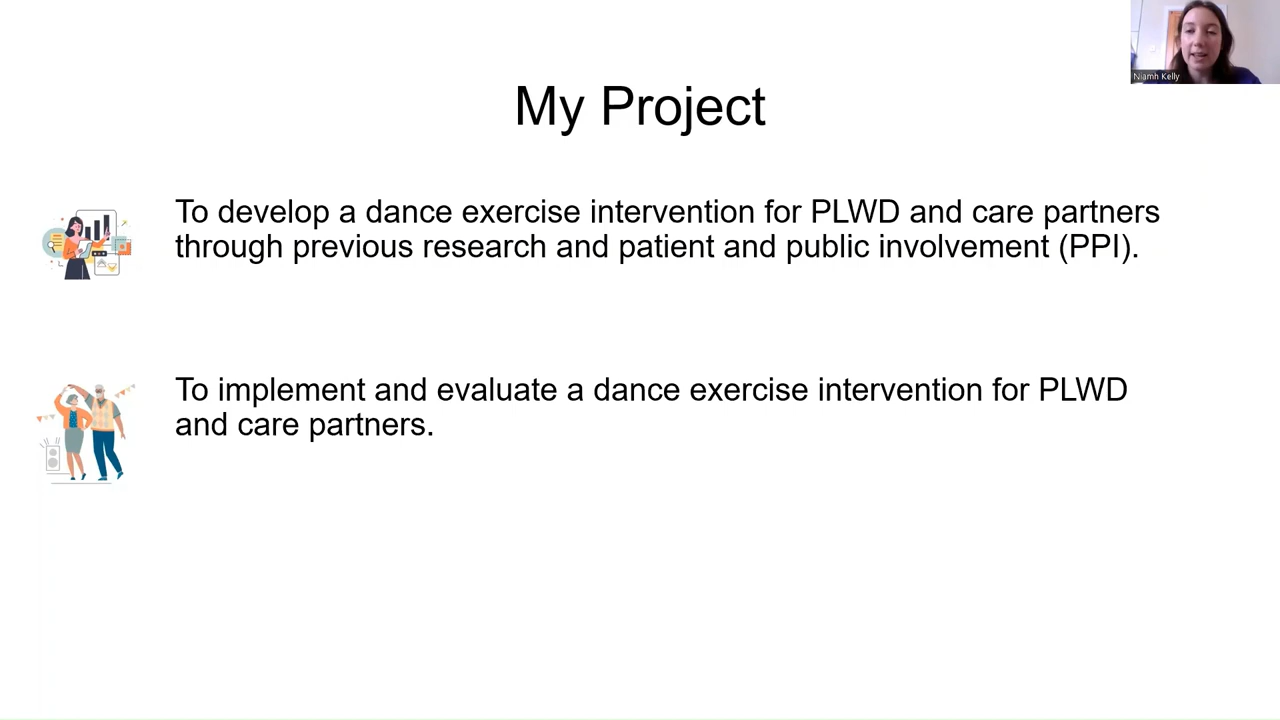 Niamh Kelly
My Project
To develop a dance exercise intervention for PLWD and care partners
through previous research and patient and public involvement (PPI).
To implement and evaluate a dance exercise intervention for PLWD
and care partners.